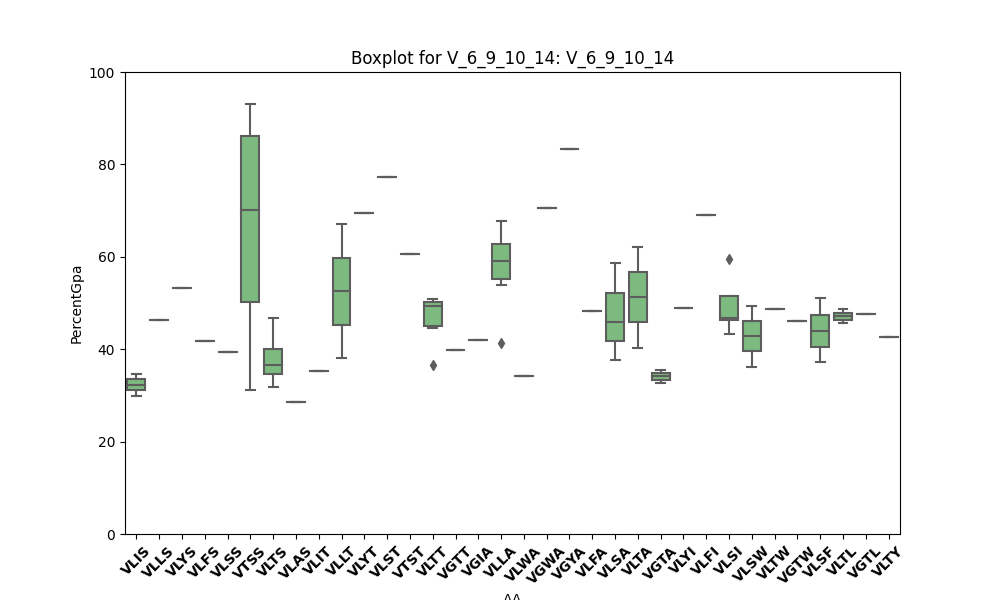 Boxplot for V_6_9_10_14: V_6_9_10_14
PercentGpa
100
80
60
40
20
0
VLIS VLLS VLYS VLFS VLSS VTSS VLTS VLAS VLIT VLLT VLYT VLST VTST VLTT VGTT VGIA VLLA VLWA VGWA VGYA VLFA VLSA VLTA VGTA VLYI VLFI VLSI VLSW VLTW VGTW VLSF VLTL VGTL VLTY